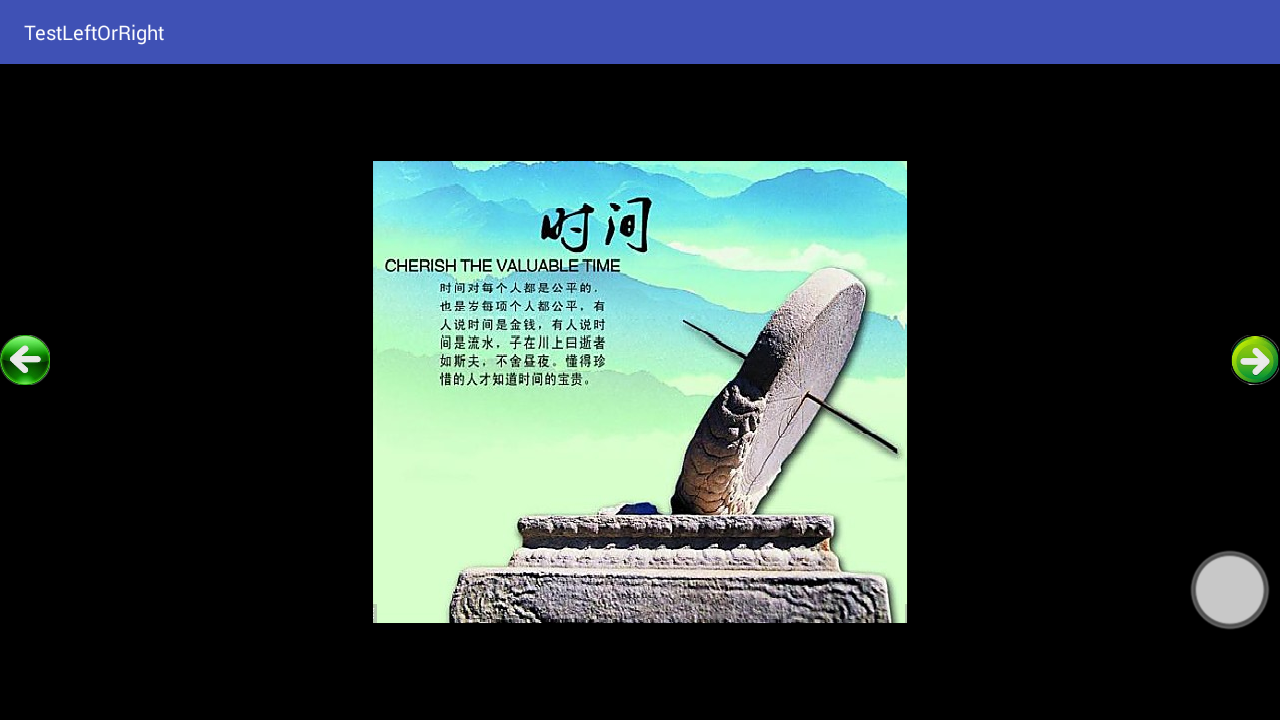 TestLeftOrRight
时间
CHERISH THE VALUABLE TIME
时间对每个人都是公平的.
也是岁每项个人都公平，有
人说时间是金钱，有人说时
间是流水，子在川上曰逝者
如斯夫，不舍昼夜。懂得珍
惜的人才知道时间的宝贵。